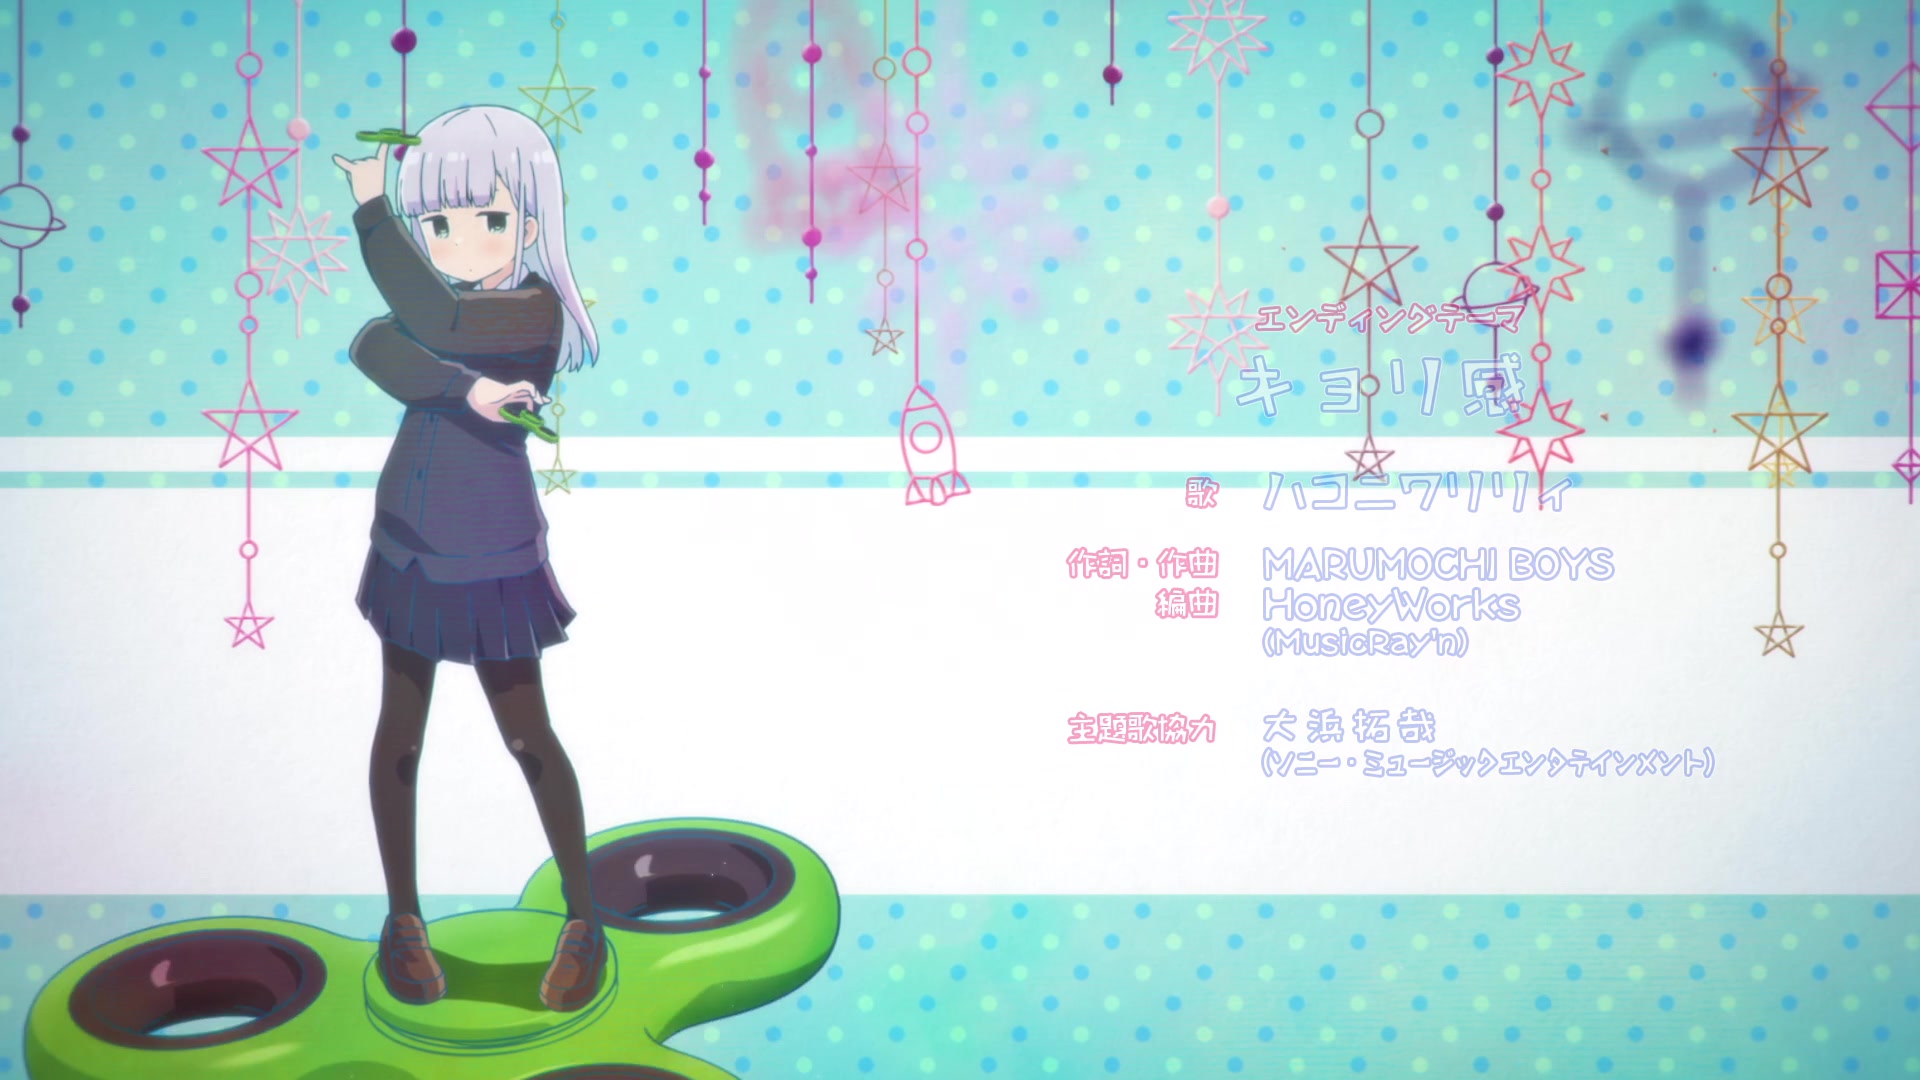 エンディングテーマ
キョリ感
歌 ハコニワリリィ
作詞・作曲 MARUMOCHI BOYS
編曲 HoneyWorks
(MusicRay'n)
主題歌協力 大浜拓哉
(ソニー・ミュージックエンタテインメント)